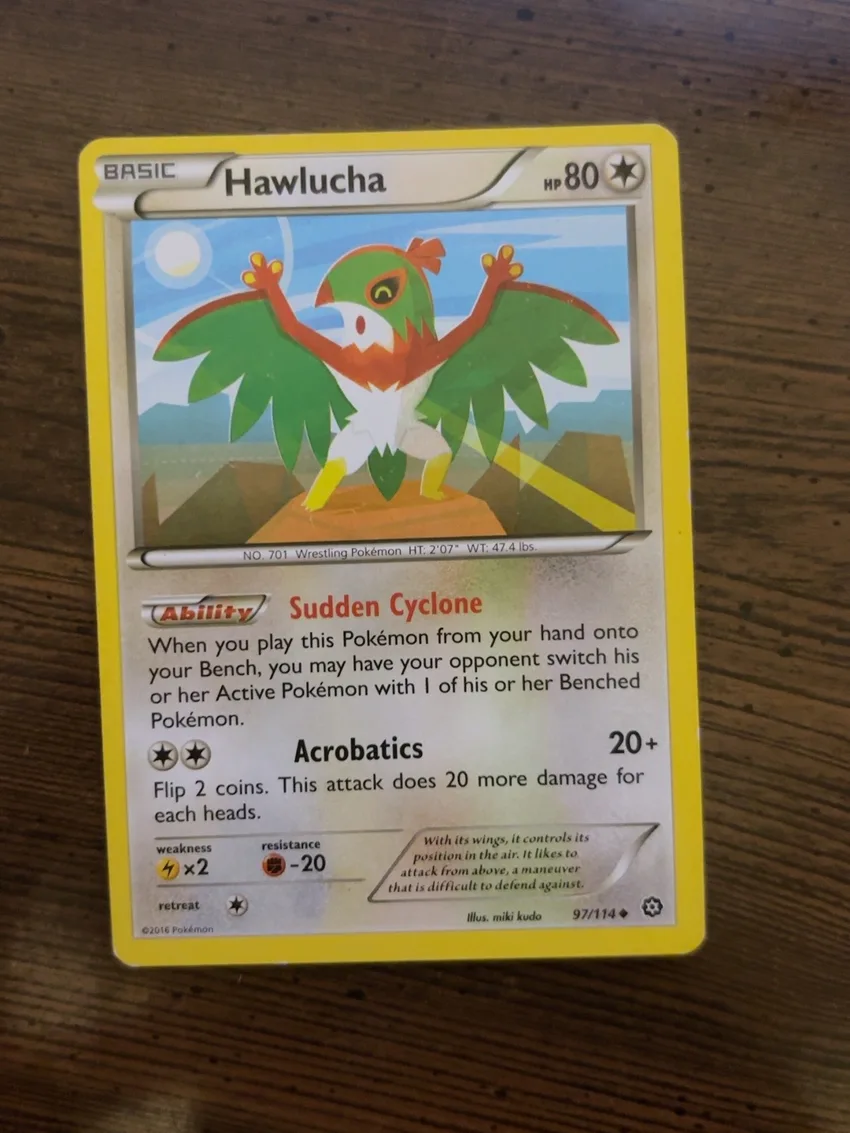 BASIC Hawlucha HP 80
NO. 701 Wrestling Pokémon HT: 2'07" WT: 47.4 lbs.
Ability Sudden Cyclone
When you play this Pokémon from your hand onto
your Bench, you may have your opponent switch his
or her Active Pokémon with 1 of his or her Benched
Pokémon.
Acrobatics 20+
Flip 2 coins. This attack does 20 more damage for
each heads.
weakness resistance
×2 -20
With its wings, it controls its
position in the air. It likes to
attack from above, a maneuver
that is difficult to defend against.
retreat
Illus. miki kudo 97/114
©2016 Pokémon